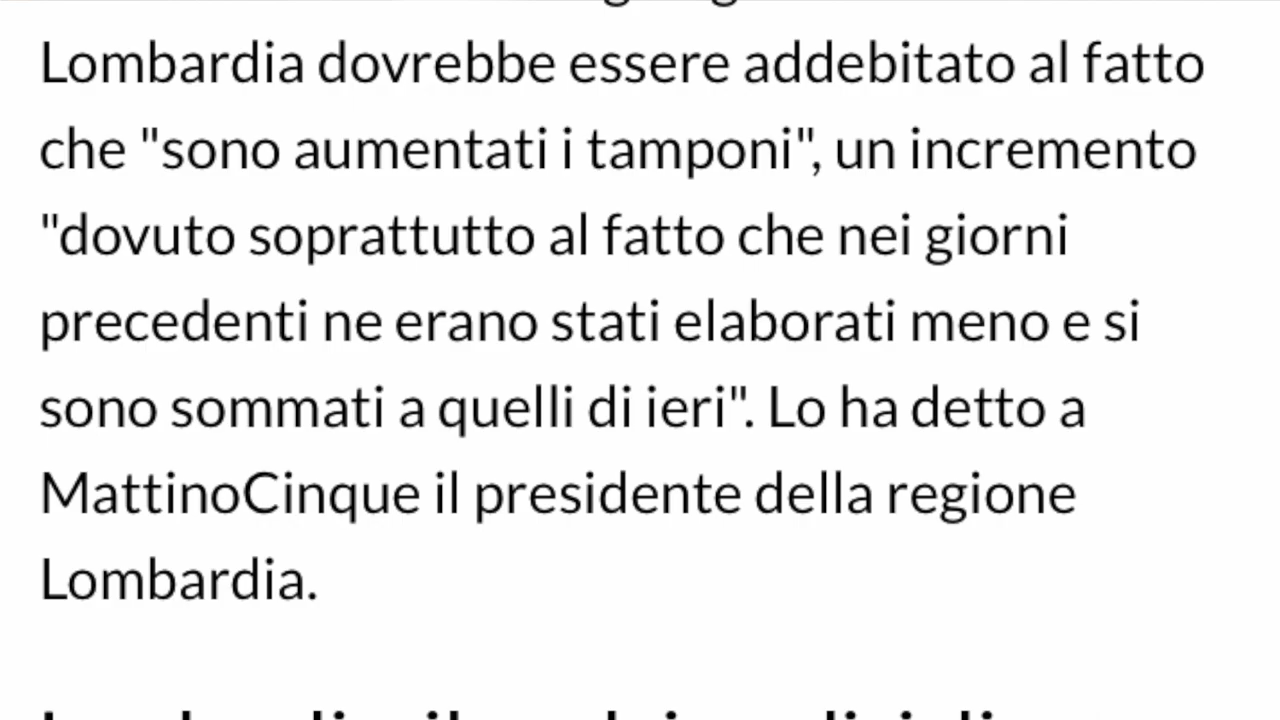 Lombardia dovrebbe essere addebitato al fatto
che "sono aumentati i tamponi", un incremento
"dovuto soprattutto al fatto che nei giorni
precedenti ne erano stati elaborati meno e si
sono sommati a quelli di ieri". Lo ha detto a
MattinoCinque il presidente della regione
Lombardia.